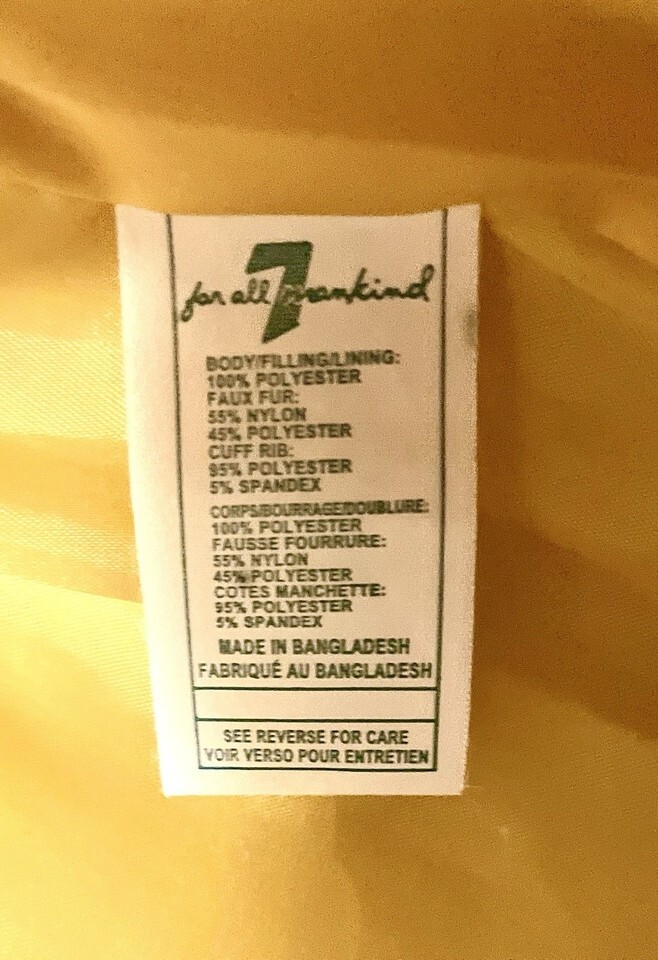 7
for all mankind
BODY/FILLING/LINING:
100% POLYESTER
FAUX FUR:
55% NYLON
45% POLYESTER
CUFF RIB:
95% POLYESTER
5% SPANDEX
CORPS/BOURRAGE/DOUBLURE:
100% POLYESTER
FAUSSE FOURRURE:
55% NYLON
45% POLYESTER
COTES MANCHETTE:
95% POLYESTER
5% SPANDEX
MADE IN BANGLADESH
FABRIQUÉ AU BANGLADESH
SEE REVERSE FOR CARE
VOIR VERSO POUR ENTRETIEN